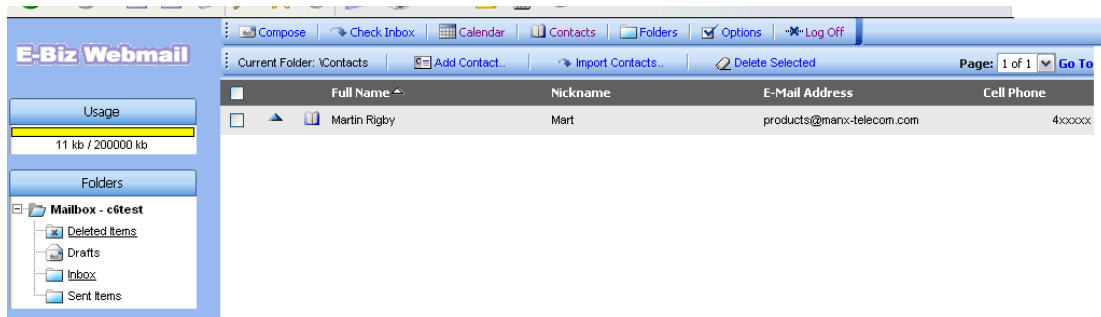 Compose Check Inbox Calendar Contacts Folders Options Log Off
E-Biz Webmail
Current Folder: \Contacts Add Contact.. Import Contacts.. Delete Selected Page: 1 of 1 Go To
Full Name Nickname E-Mail Address Cell Phone
Martin Rigby Mart products@manx-telecom.com 4xxxxx
Usage
11 kb / 200000 kb
Folders
Mailbox - c6test
Deleted Items
Drafts
Inbox
Sent Items